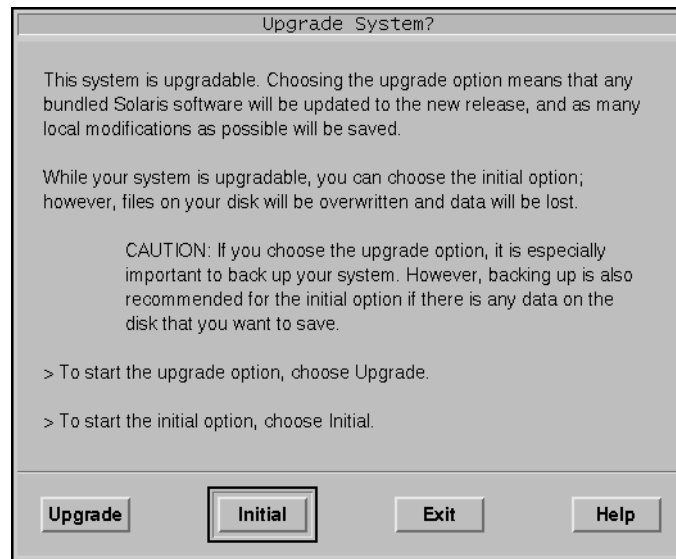 Upgrade System?
This system is upgradable. Choosing the upgrade option means that any
bundled Solaris software will be updated to the new release, and as many
local modifications as possible will be saved.
While your system is upgradable, you can choose the initial option;
however, files on your disk will be overwritten and data will be lost.
CAUTION: If you choose the upgrade option, it is especially
important to back up your system. However, backing up is also
recommended for the initial option if there is any data on the
disk that you want to save.
> To start the upgrade option, choose Upgrade.
> To start the initial option, choose Initial.
Upgrade Initial Exit Help